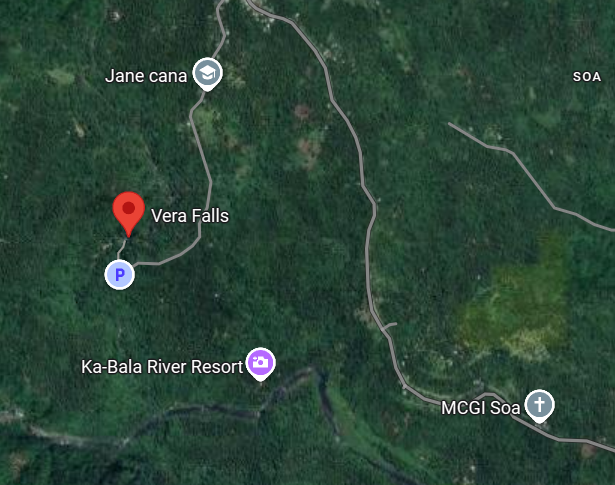 Jane cana
SOA
Vera Falls
P
Ka-Bala River Resort
MCGI Soa